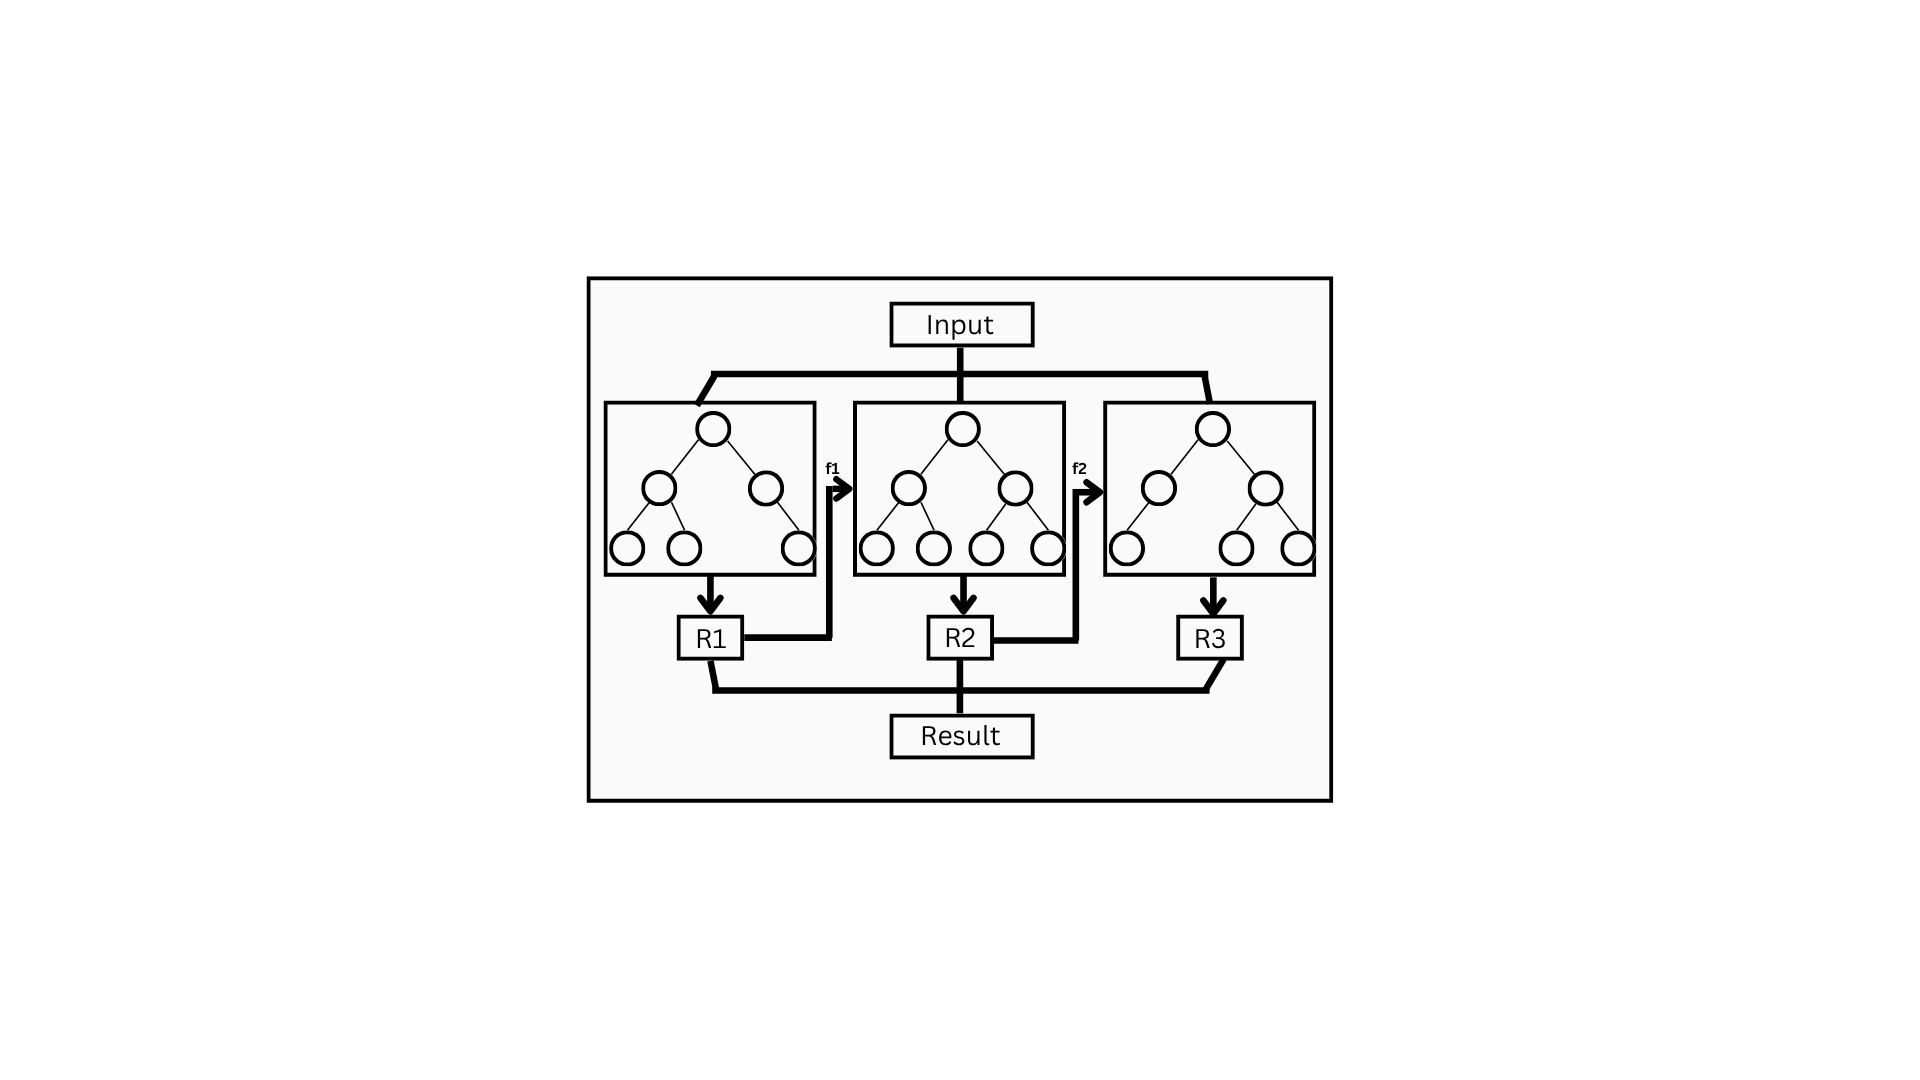 Input
f1
f2
R1
R2
R3
Result